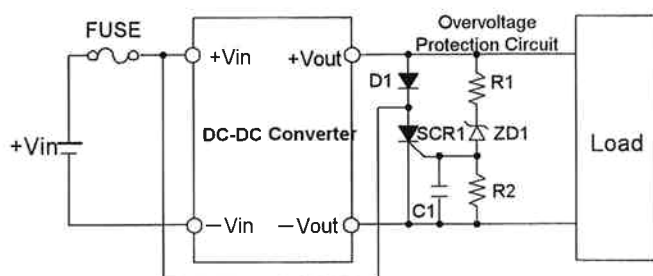 FUSE
+Vin
+Vin
—Vin
DC-DC Converter
+Vout
—Vout
Overvoltage
Protection Circuit
D1
R1
SCR1
ZD1
C1
R2
Load